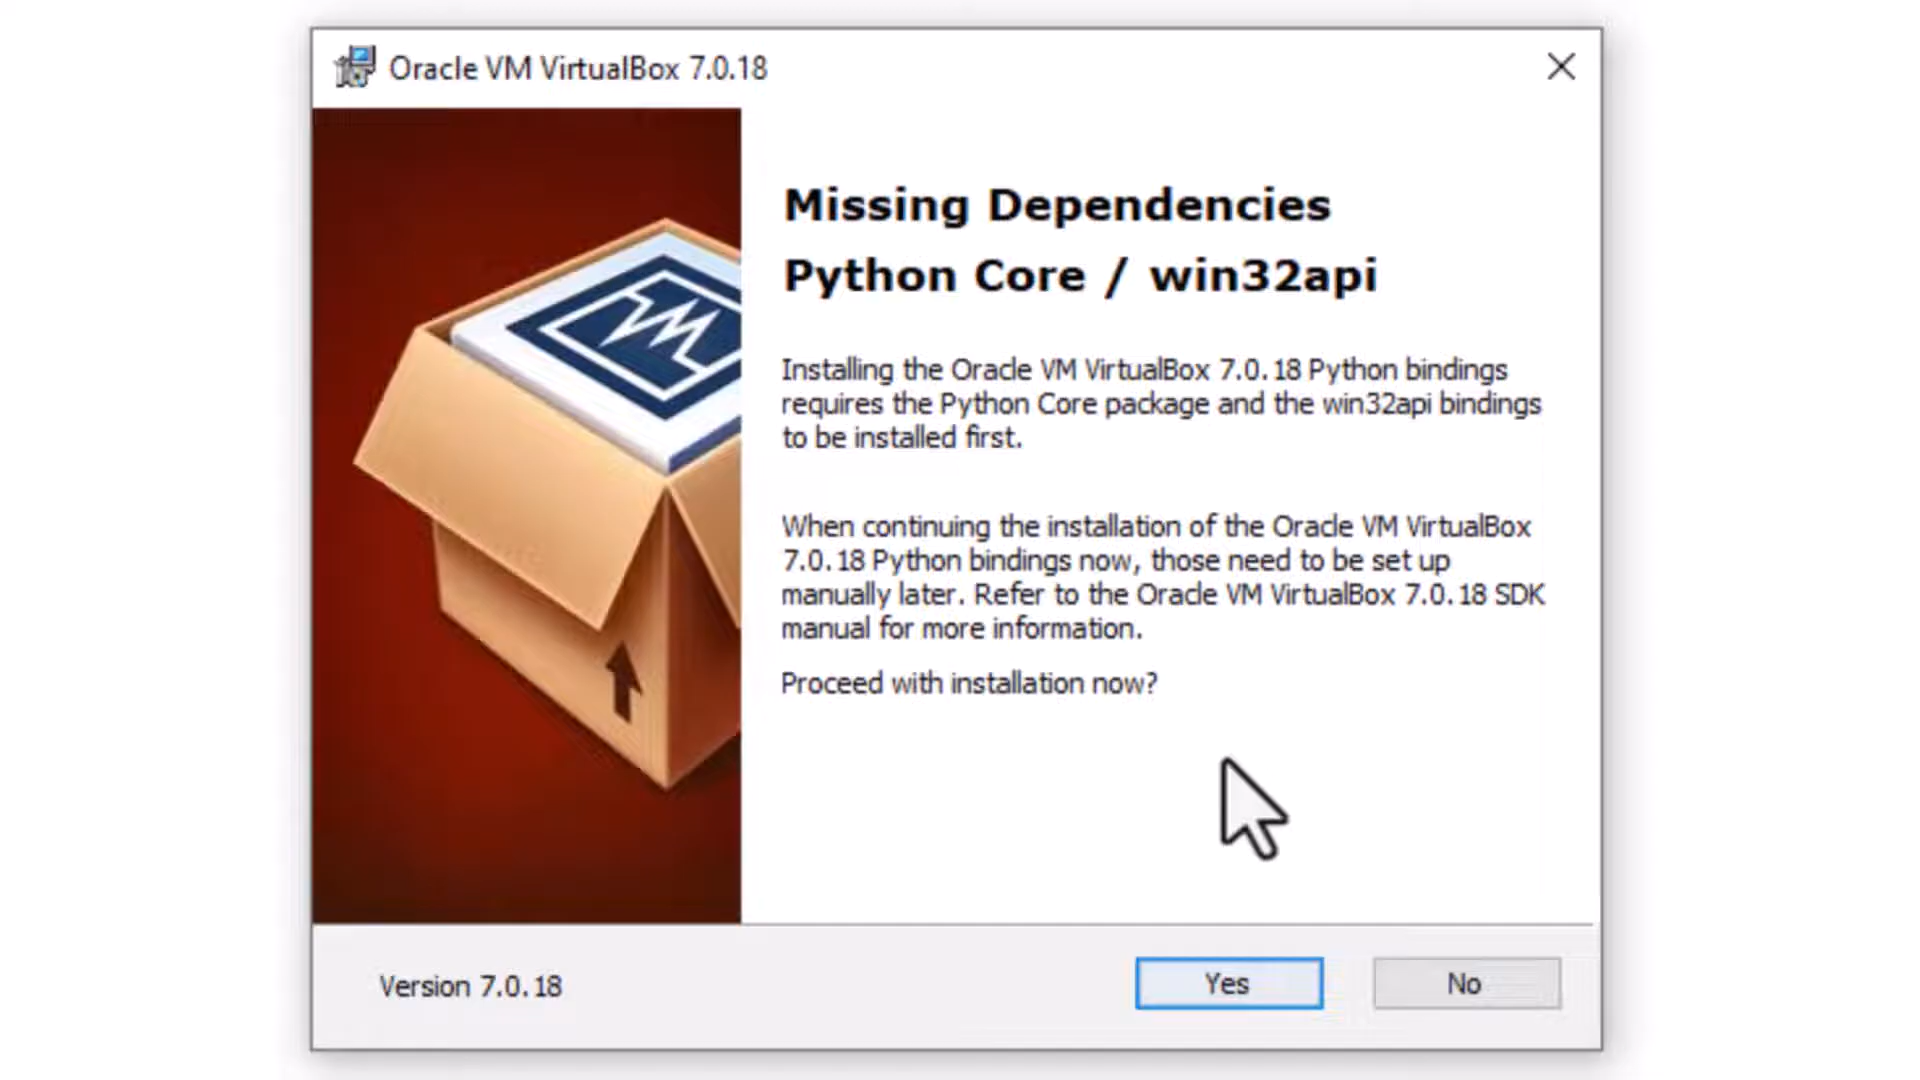 Oracle VM VirtualBox 7.0.18
Missing Dependencies
Python Core / win32api
Installing the Oracle VM VirtualBox 7.0.18 Python bindings
requires the Python Core package and the win32api bindings
to be installed first.
When continuing the installation of the Oracle VM VirtualBox
7.0.18 Python bindings now, those need to be set up
manually later. Refer to the Oracle VM VirtualBox 7.0.18 SDK
manual for more information.
Proceed with installation now?
Version 7.0.18
Yes
No